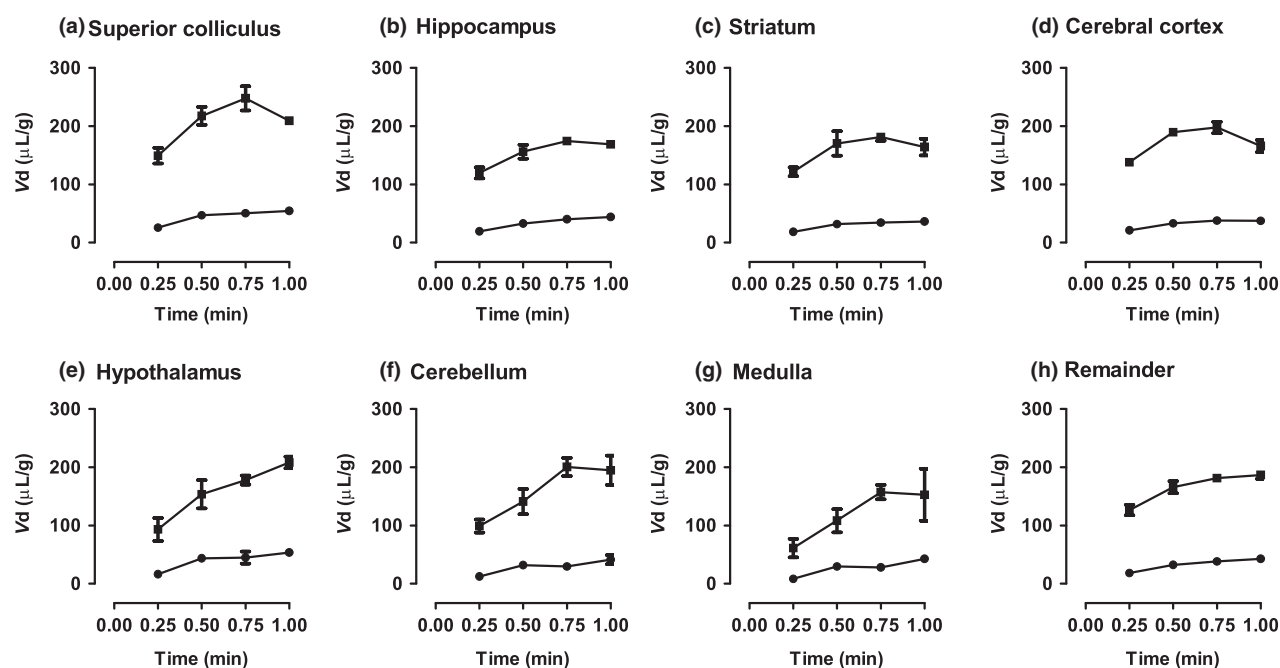 (a) Superior colliculus
(b) Hippocampus
(c) Striatum
(d) Cerebral cortex
300
200
100
0
Vd (μL/g)
0.00 0.25 0.50 0.75 1.00
Time (min)
300
200
100
0
Vd (μL/g)
0.00 0.25 0.50 0.75 1.00
Time (min)
300
200
100
0
Vd (μL/g)
0.00 0.25 0.50 0.75 1.00
Time (min)
300
200
100
0
Vd (μL/g)
0.00 0.25 0.50 0.75 1.00
Time (min)
(e) Hypothalamus
(f) Cerebellum
(g) Medulla
(h) Remainder
300
200
100
0
Vd (μL/g)
0.00 0.25 0.50 0.75 1.00
Time (min)
300
200
100
0
Vd (μL/g)
0.00 0.25 0.50 0.75 1.00
Time (min)
300
200
100
0
Vd (μL/g)
0.00 0.25 0.50 0.75 1.00
Time (min)
300
200
100
0
Vd (μL/g)
0.00 0.25 0.50 0.75 1.00
Time (min)